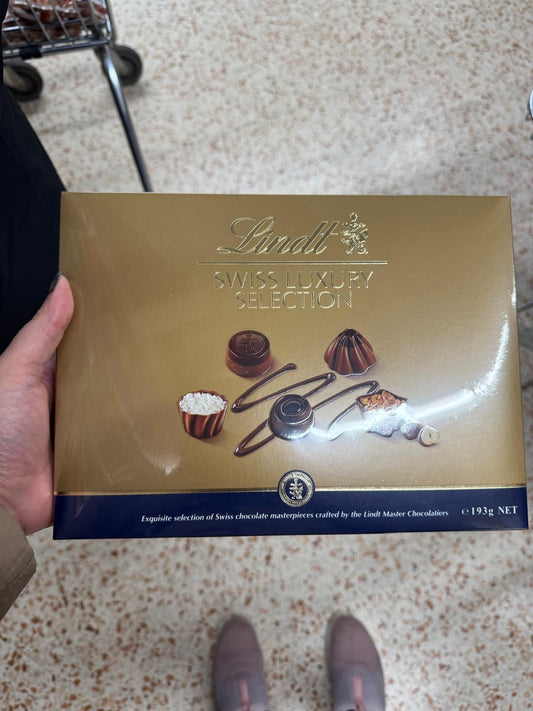 Lindt
SWISS LUXURY
SELECTION
Exquisite selection of Swiss chocolate masterpieces crafted by the Lindt Master Chocolatiers
℮193g NET